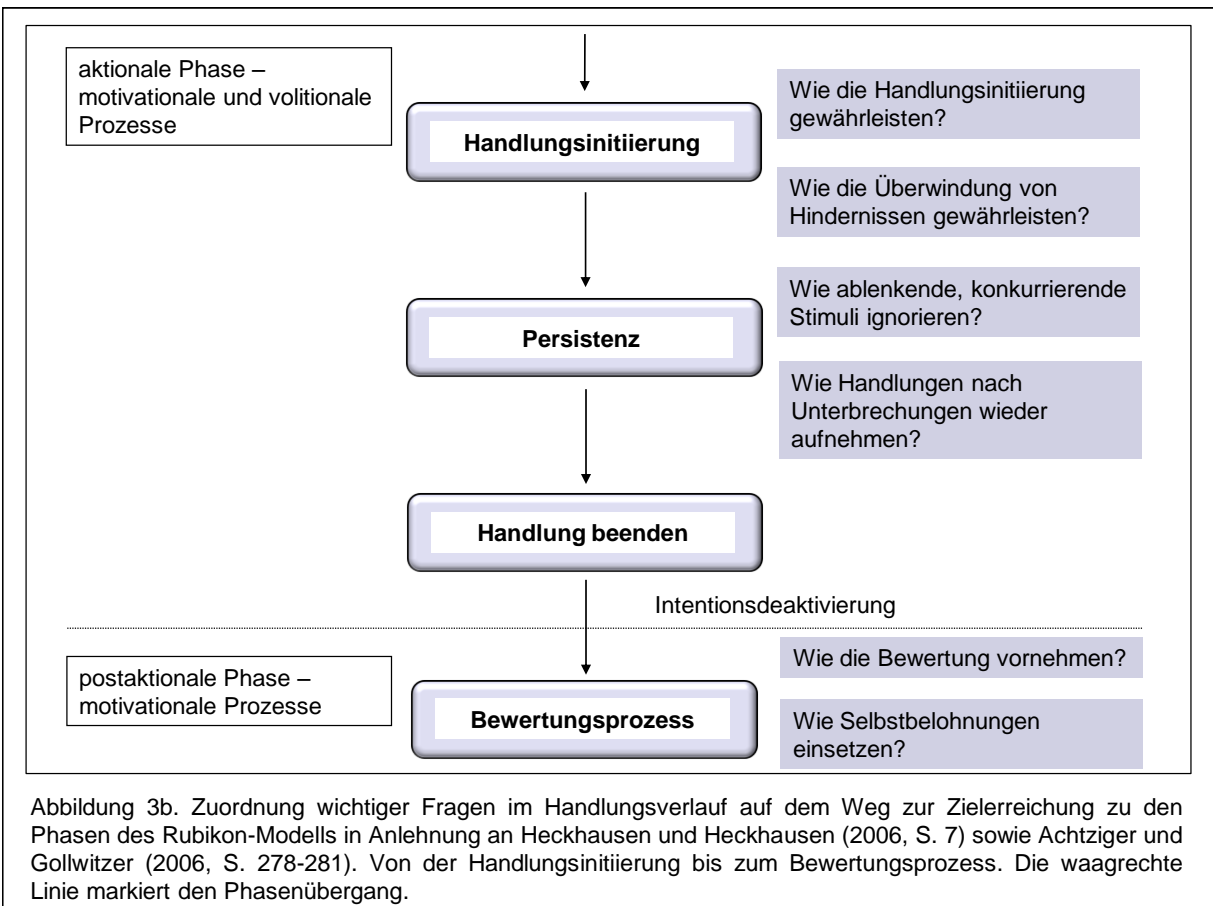 aktionale Phase –
motivationale und volitionale
Prozesse
Handlungsinitiierung
Wie die Handlungsinitiierung
gewährleisten?
Wie die Überwindung von
Hindernissen gewährleisten?
Persistenz
Wie ablenkende, konkurrierende
Stimuli ignorieren?
Wie Handlungen nach
Unterbrechungen wieder
aufnehmen?
Handlung beenden
Intentionsdeaktivierung
postaktionale Phase –
motivationale Prozesse
Bewertungsprozess
Wie die Bewertung vornehmen?
Wie Selbstbelohnungen
einsetzen?
Abbildung 3b. Zuordnung wichtiger Fragen im Handlungsverlauf auf dem Weg zur Zielerreichung zu den
Phasen des Rubikon-Modells in Anlehnung an Heckhausen und Heckhausen (2006, S. 7) sowie Achtziger und
Gollwitzer (2006, S. 278-281). Von der Handlungsinitiierung bis zum Bewertungsprozess. Die waagrechte
Linie markiert den Phasenübergang.